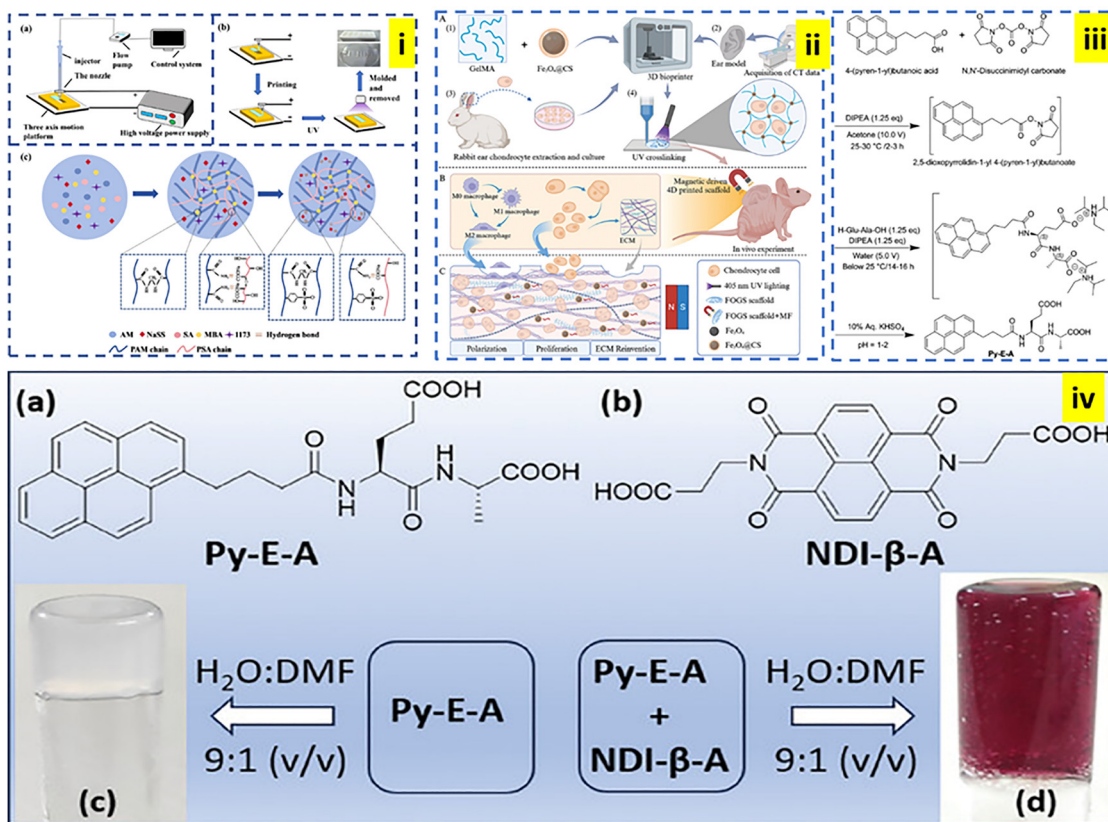 (a)
Flow
pump
Control system
injector
The nozzle
Three axis motion
platform
High voltage power supply
(b)
i
Printing
UV
Molded
and
removed
(c)
AM
NaSS
SA
MBA
1173
Hydrogen bond
PAM chain
PSA chain
A
ii
(1)
GelMA
+
Fe₃O₄@CS
3D bioprinter
(2)
Ear model
Acquisition of CT data
(3)
Rabbit ear chondrocyte extraction and culture
(4)
UV crosslinking
B
M0 macrophage
M1 macrophage
M2 macrophage
ECM
Magnetic driven
4D printed scaffold
In vivo experiment
C
Polarization
Proliferation
ECM Reinvention
N
S
Chondrocyte cell
405 nm UV lighting
FOGS scaffold
FOGS scaffold+MF
Fe₃O₄
Fe₃O₄@CS
iii
4-(pyren-1-yl)butanoic acid
+
N,N'-Disuccinimidyl carbonate
DIPEA (1.25 eq)
Acetone (10.0 V)
25-30 °C /2-3 h
2,5-dioxopyrrolidin-1-yl 4-(pyren-1-yl)butanoate
H-Glu-Ala-OH (1.25 eq)
DIPEA (1.25 eq)
Water (5.0 V)
Below 25 °C/14-16 h
10% Aq. KHSO₄
pH = 1-2
COOH
COOH
Py-E-A
iv
(a)
COOH
O
N
H
O
H
N
COOH
Py-E-A
(b)
O
O
COOH
N
N
HOOC
O
O
NDI-β-A
H₂O:DMF
9:1 (v/v)
(c)
Py-E-A
Py-E-A
+
NDI-β-A
H₂O:DMF
9:1 (v/v)
(d)